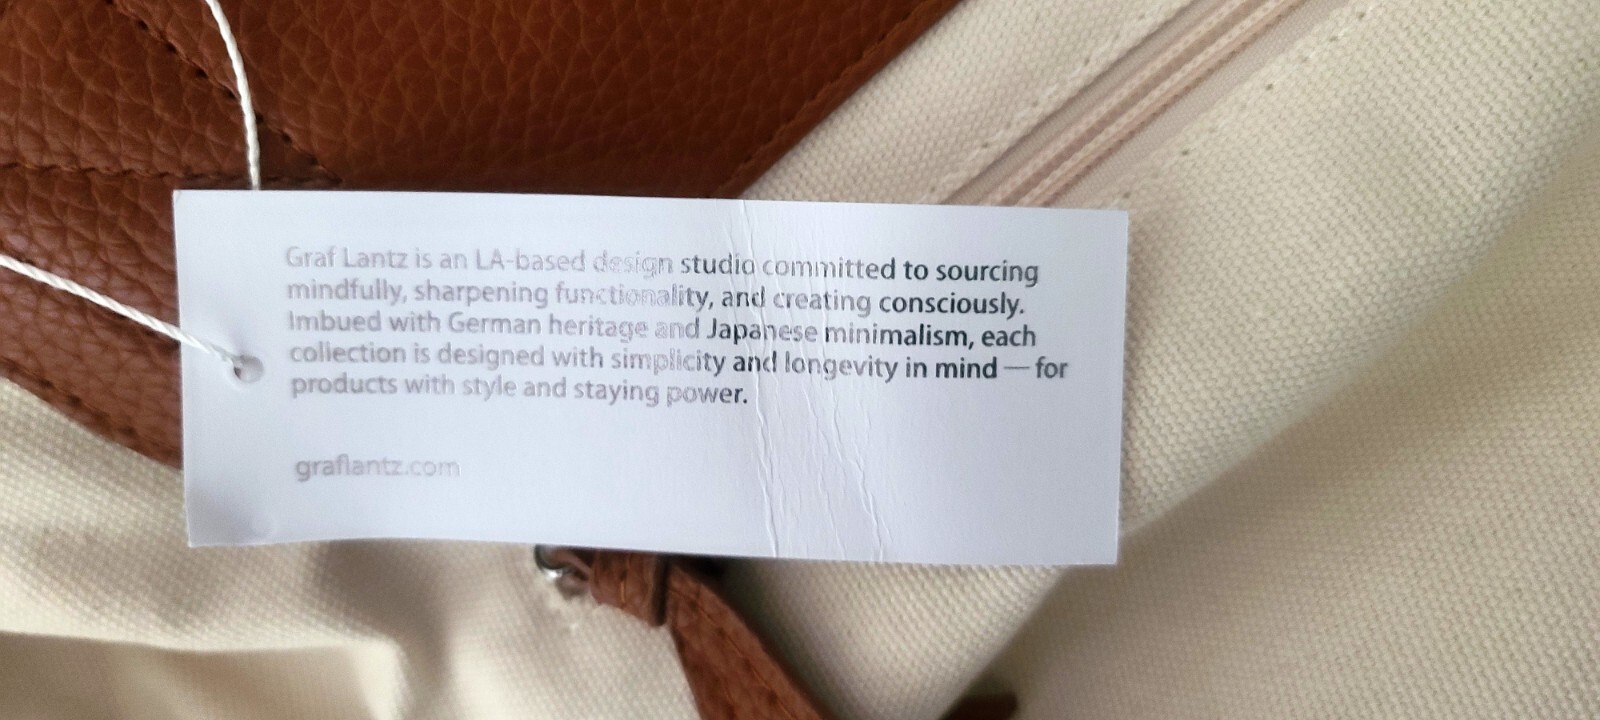 Graf Lantz is an LA-based design studio committed to sourcing
mindfully, sharpening functionality, and creating consciously.
Imbued with German heritage and Japanese minimalism, each
collection is designed with simplicity and longevity in mind — for
products with style and staying power.
graflantz.com